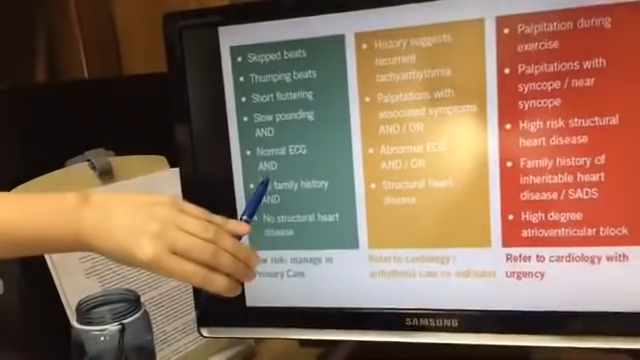 Skipped beats
Thumping beats
Short fluttering
Slow pounding
AND
Normal ECG
AND
family history
AND
No structural heart
disease
low risk: manage in
Primary Care
History suggests
recurrent
tachyarrhythmia
Palpitations with
associated symptoms
AND / OR
Abnormal ECG
AND / OR
Structural heart
disease
Refer to cardiology /
arrhythmia care co-ordinator
Palpitation during
exercise
Palpitations with
syncope / near
syncope
High risk structural
heart disease
Family history of
inheritable heart
disease / SADS
High degree
atrioventricular block
Refer to cardiology with
urgency
SAMSUNG